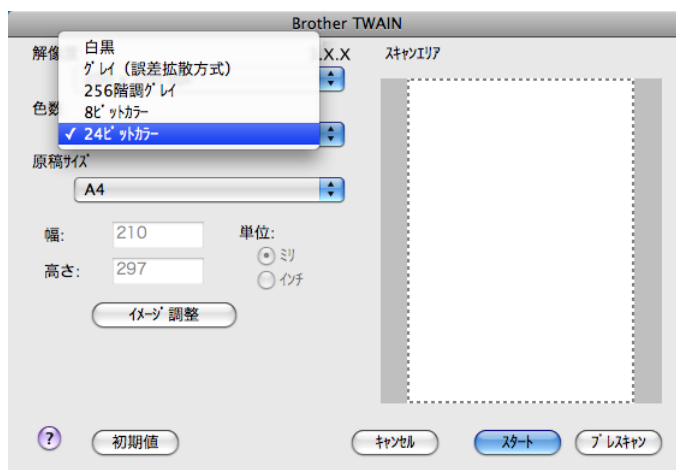 Brother TWAIN
解像
.X.X
スキャンエリア
白黒
グレイ（誤差拡散方式）
256階調グレイ
8ビットカラー
色数
✓ 24ビットカラー
原稿サイズ
A4
幅: 210 単位:
ミリ
高さ: 297
インチ
イメージ調整
? 初期値 キャンセル スタート プレスキャン